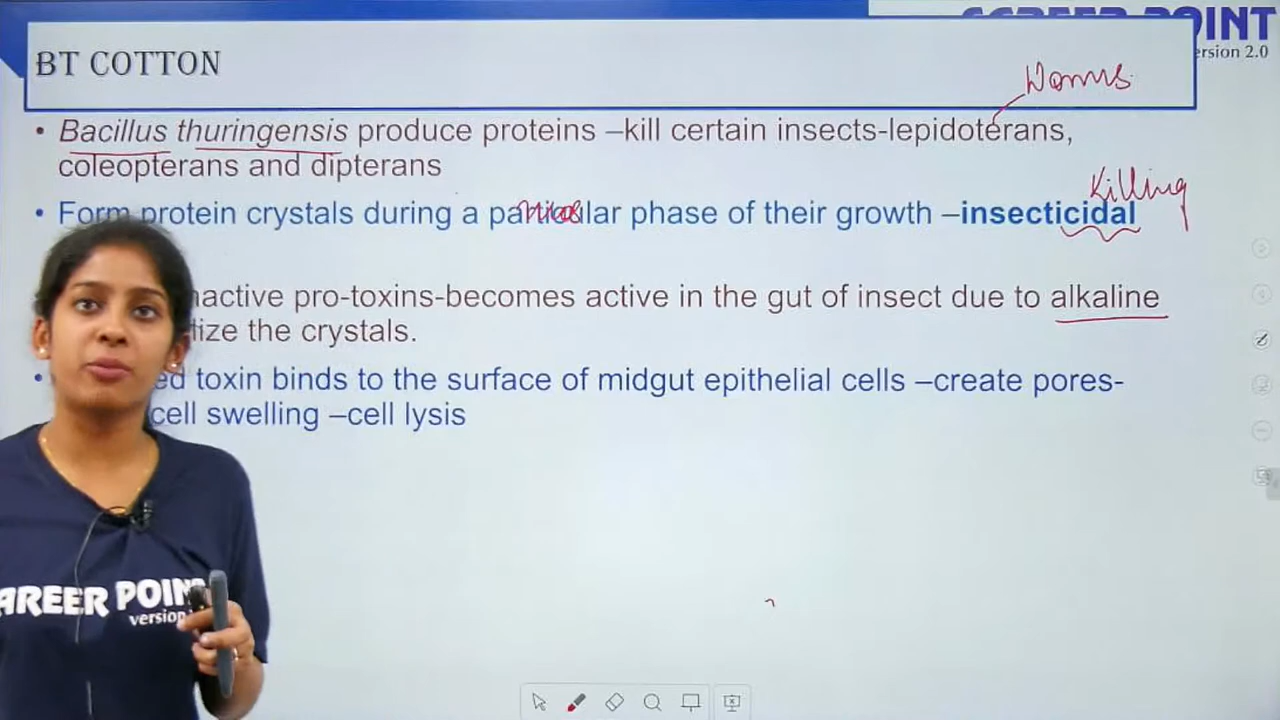 CAREER POINT
ersion 2.0
BT COTTON
Worms
• Bacillus thuringensis produce proteins –kill certain insects-lepidoterans,
coleopterans and dipterans
Killing
• Form protein crystals during a particular phase of their growth –insecticidal
nactive pro-toxins-becomes active in the gut of insect due to alkaline
lize the crystals.
• ed toxin binds to the surface of midgut epithelial cells –create pores-
cell swelling –cell lysis
AREER POIN
version